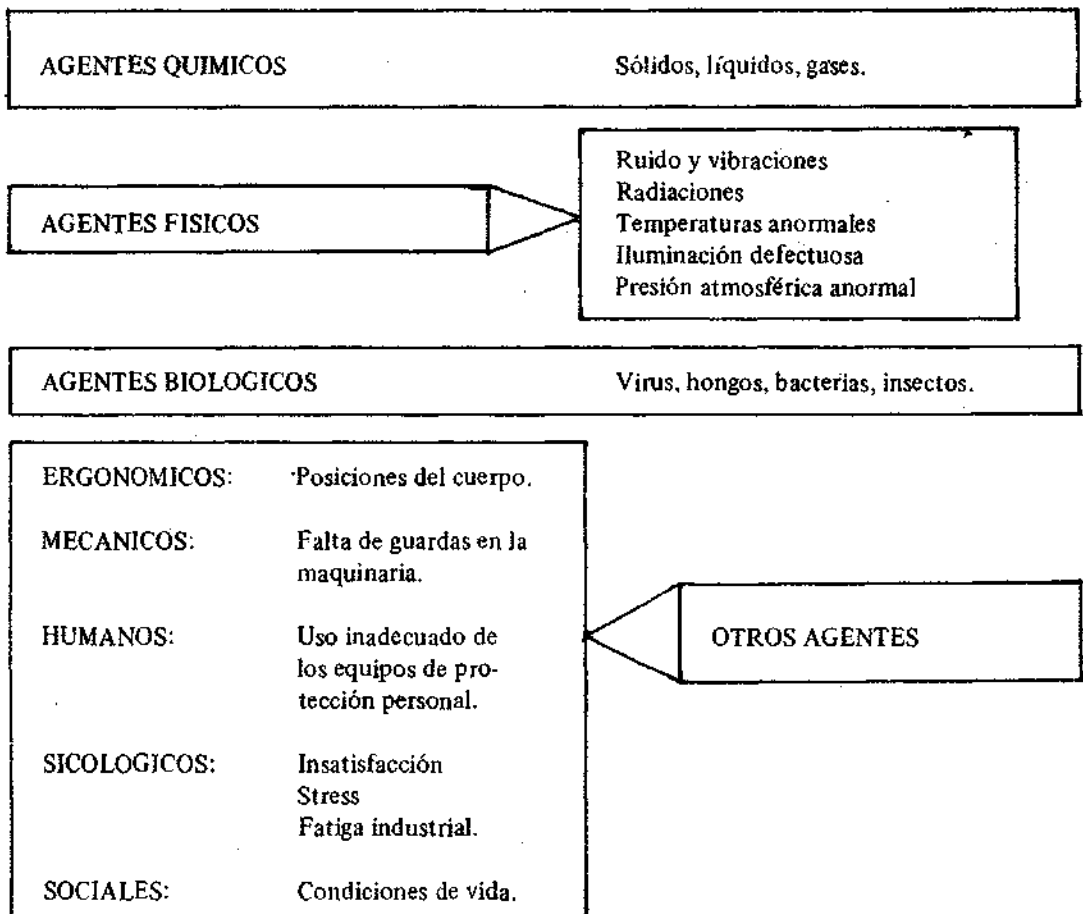 AGENTES QUIMICOS Sólidos, líquidos, gases.
AGENTES FISICOS
Ruido y vibraciones
Radiaciones
Temperaturas anormales
Iluminación defectuosa
Presión atmosférica anormal
AGENTES BIOLOGICOS Virus, hongos, bacterias, insectos.
ERGONOMICOS: Posiciones del cuerpo.
MECANICOS: Falta de guardas en la
maquinaria.
HUMANOS: Uso inadecuado de
los equipos de pro-
tección personal.
SICOLOGICOS: Insatisfacción
Stress
Fatiga industrial.
SOCIALES: Condiciones de vida.
OTROS AGENTES